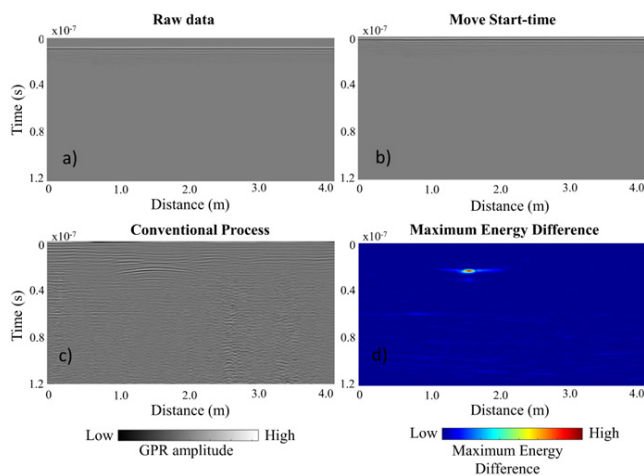 Raw data
Move Start-time
x10⁻⁷
x10⁻⁷
0
0
0.4
0.4
0.8
0.8
1.2
1.2
Time (s)
a)
b)
0 1.0 2.0 3.0 4.0
0 1.0 2.0 3.0 4.0
Distance (m)
Distance (m)
Conventional Process
Maximum Energy Difference
x10⁻⁷
x10⁻⁷
0
0
0.4
0.4
0.8
0.8
1.2
1.2
Time (s)
c)
d)
0 1.0 2.0 3.0 4.0
0 1.0 2.0 3.0 4.0
Distance (m)
Distance (m)
Low High
GPR amplitude
Low High
Maximum Energy
Difference